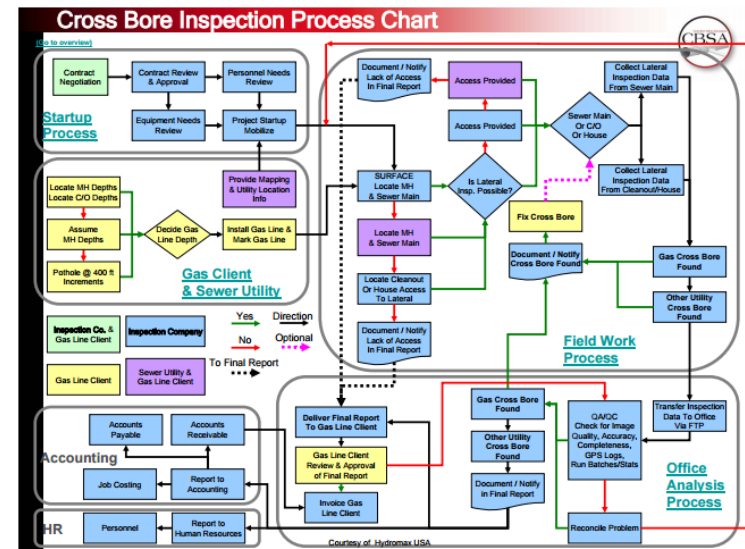 Cross Bore Inspection Process Chart
CBSA
(Go to overview)
Contract
Negotiation
Contract Review
& Approval
Personnel Needs
Review
Startup
Process
Equipment Needs
Review
Project Startup
Mobilize
Document / Notify
Lack of Access
In Final Report
Access Provided
Access Provided
Sewer Main
Or C/O
Or House
Collect Lateral
Inspection Data
From Sewer Main
Collect Lateral
Inspection Data
From Cleanout/House
Locate MH Depths
Locate C/O Depths
Provide Mapping
& Utility Location
Info
Assume
MH Depths
Decide Gas
Line Depth
Install Gas Line &
Mark Gas Line
Pothole @ 400 ft
Increments
Gas Client
& Sewer Utility
SURFACE
Locate MH
& Sewer Main
Is Lateral
Insp. Possible?
Locate MH
& Sewer Main
Fix Cross Bore
Locate Cleanout
Or House Access
To Lateral
Document / Notify
Cross Bore Found
Gas Cross Bore
Found
Other Utility
Cross Bore
Found
Document / Notify
Lack of Access
In Final Report
Field Work
Process
Inspection Co. &
Gas Line Client
Inspection Company
Yes
Direction
No
Optional
Gas Line Client
Sewer Utility &
Gas Line Client
To Final Report
Accounts
Payable
Accounts
Receivable
Accounting
Job Costing
Report to
Accounting
HR
Personnel
Report to
Human Resources
Deliver Final Report
To Gas Line Client
Gas Line Client
Review & Approval
of Final Report
Invoice Gas
Line Client
Gas Cross Bore
Found
Other Utility
Cross Bore
Found
Document / Notify
in Final Report
QA/QC
Check for Image
Quality, Accuracy,
Completeness,
GPS Logs,
Run Batches/Stats
Transfer Inspection
Data To Office
Via FTP
Office
Analysis
Process
Reconcile Problem
Courtesy of Hydromax USA